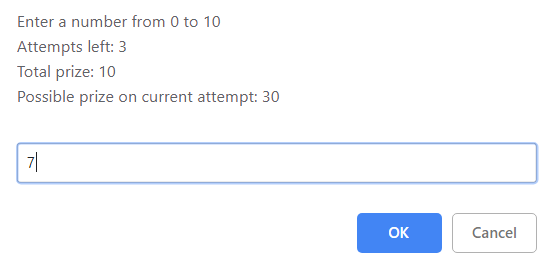 Enter a number from 0 to 10
Attempts left: 3
Total prize: 10
Possible prize on current attempt: 30
7
OK
Cancel